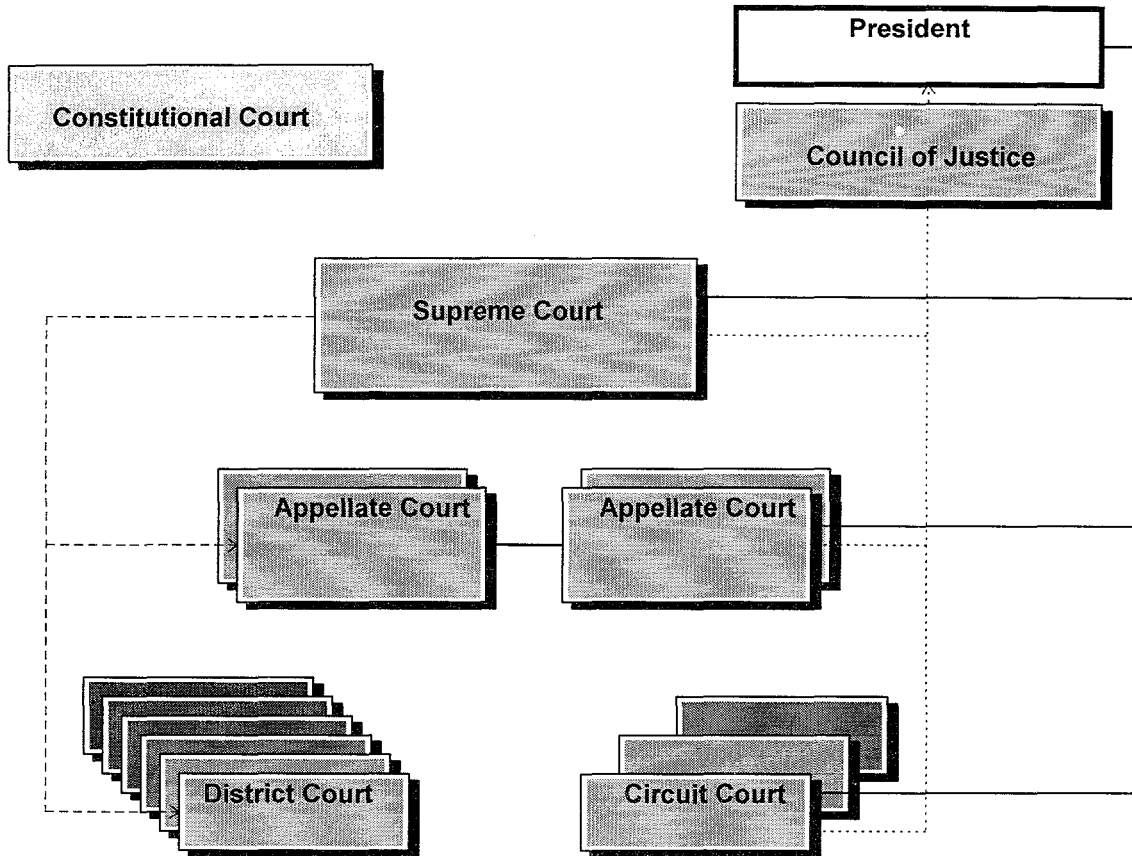 President
Constitutional Court
Council of Justice
Supreme Court
Appellate Court
Appellate Court
District Court
Circuit Court